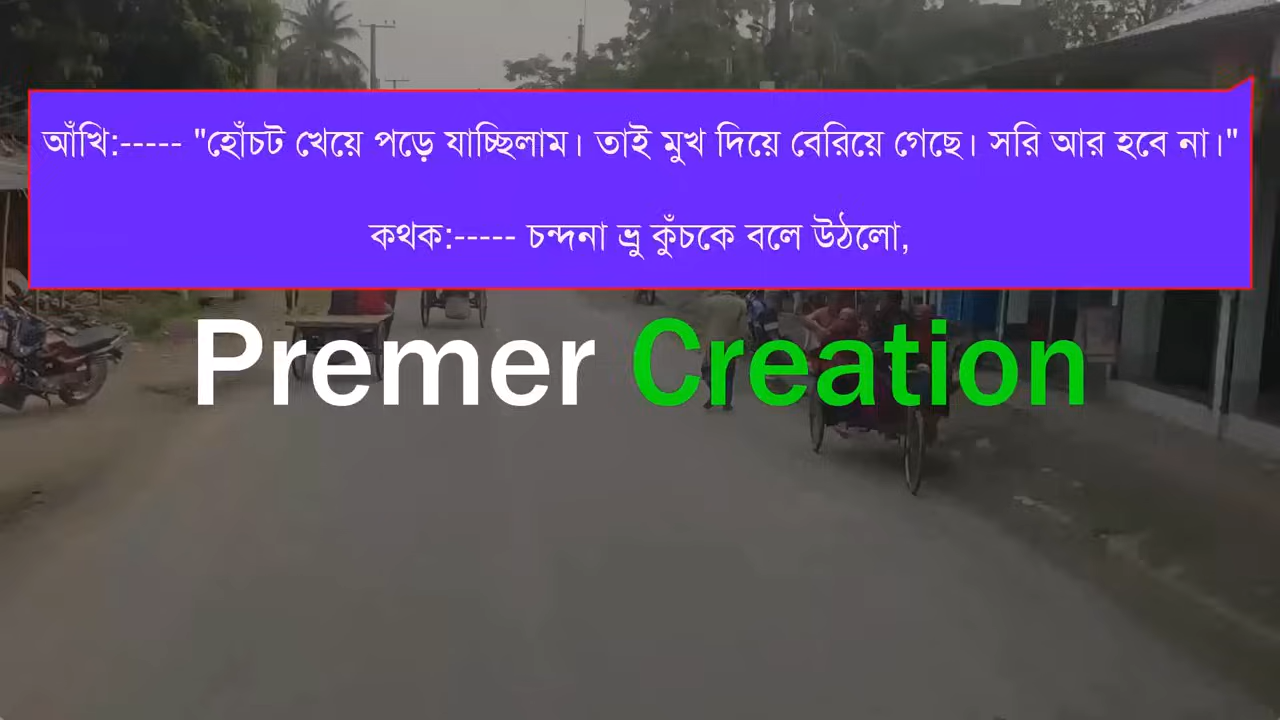 আঁখি:----- "হোঁচট খেয়ে পড়ে যাচ্ছিলাম। তাই মুখ দিয়ে বেরিয়ে গেছে। সরি আর হবে না।"
কথক:----- চন্দনা ভ্রু কুঁচকে বলে উঠলো,
Premer Creation